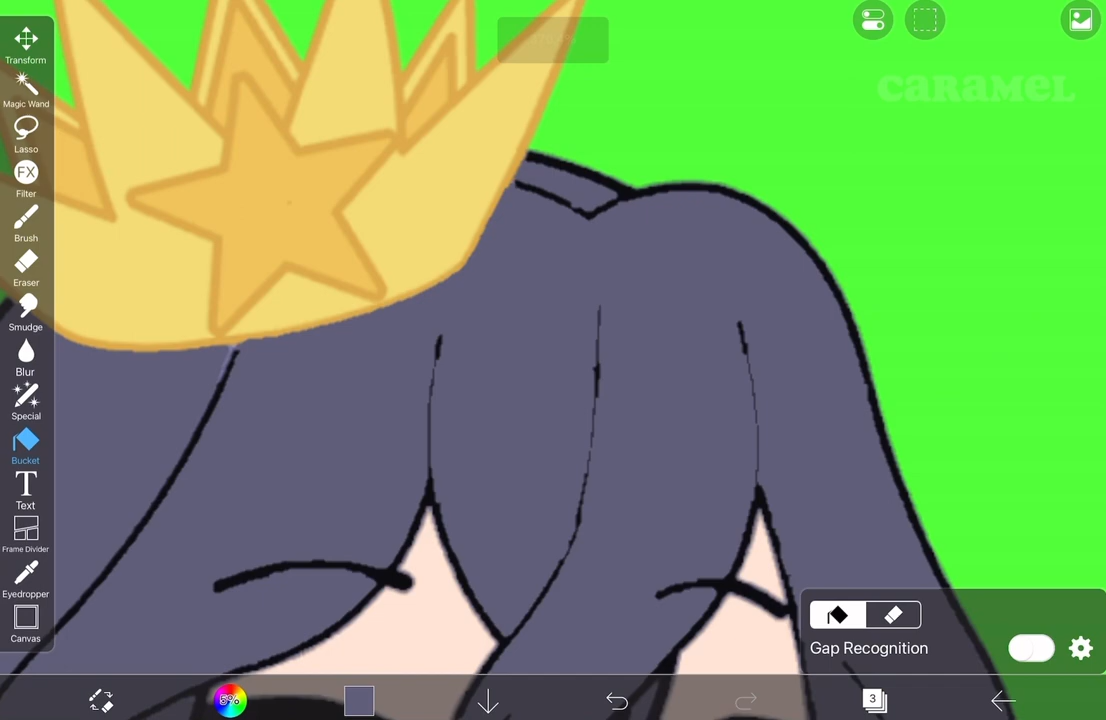 Transform
Magic Wand
CARAMEL
Lasso
FX
Filter
Brush
Eraser
Smudge
Blur
Special
Bucket
T
Text
Frame Divider
Eyedropper
Canvas
Gap Recognition
5%
3